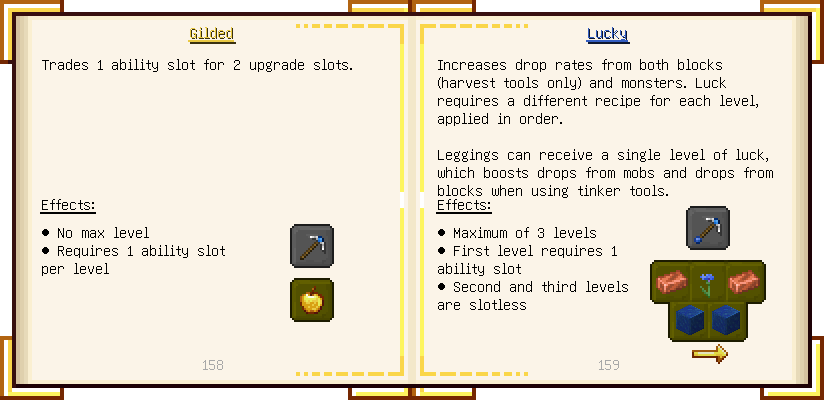 Gilded
Trades 1 ability slot for 2 upgrade slots.
Effects:
● No max level
● Requires 1 ability slot
per level
158
Lucky
Increases drop rates from both blocks
(harvest tools only) and monsters. Luck
requires a different recipe for each level,
applied in order.
Leggings can receive a single level of luck,
which boosts drops from mobs and drops from
blocks when using tinker tools.
Effects:
● Maximum of 3 levels
● First level requires 1
ability slot
● Second and third levels
are slotless
159